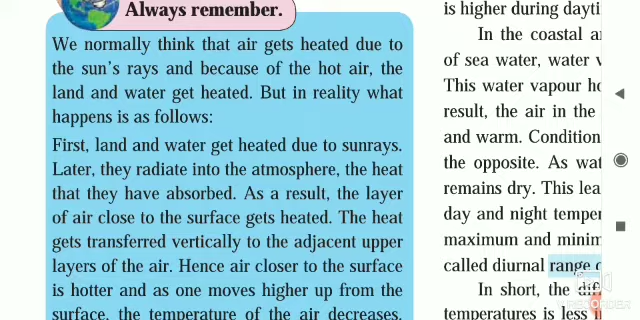 Always remember.
We normally think that air gets heated due to
the sun's rays and because of the hot air, the
land and water get heated. But in reality what
happens is as follows:
First, land and water get heated due to sunrays.
Later, they radiate into the atmosphere, the heat
that they have absorbed. As a result, the layer
of air close to the surface gets heated. The heat
gets transferred vertically to the adjacent upper
layers of the air. Hence air closer to the surface
is hotter and as one moves higher up from the
surface, the temperature of the air decreases.
is higher during dayti
In the coastal a
of sea water, water v
This water vapour ho
result, the air in the
and warm. Condition
the opposite. As wat
remains dry. This lea
day and night temper
maximum and minim
called diurnal range o
In short, the dif
temperatures is less i
RECORDER